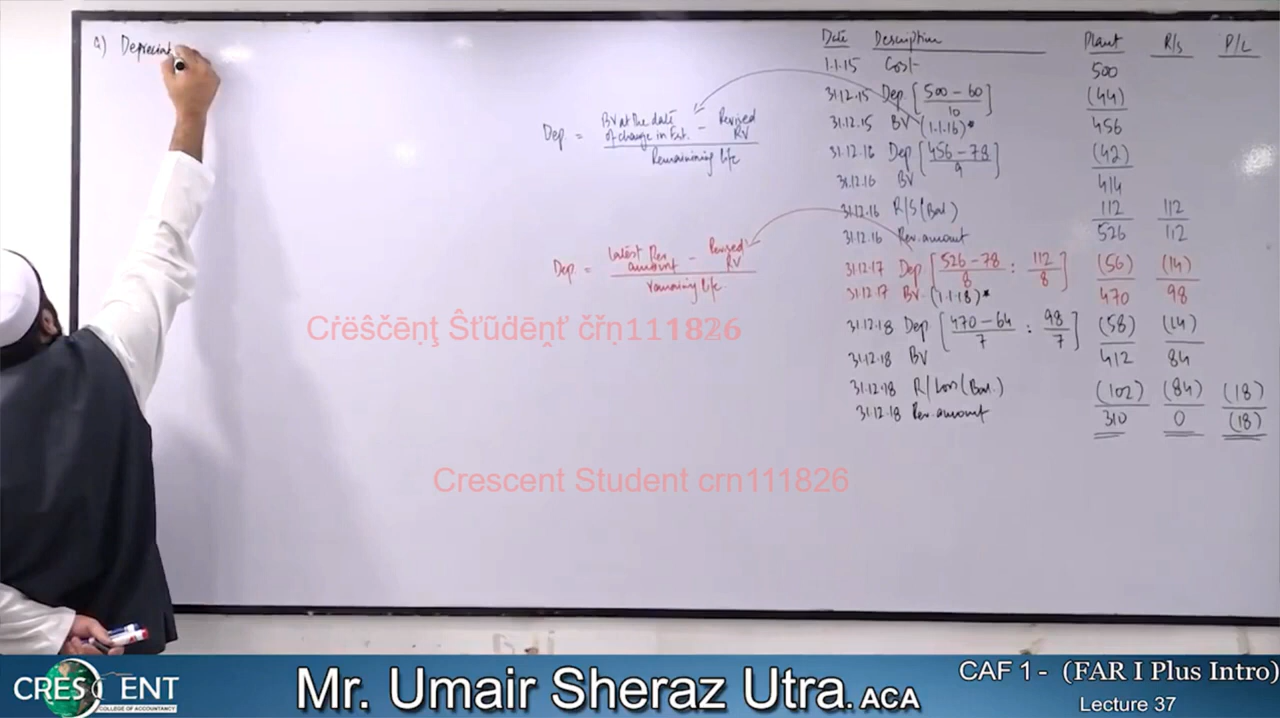 a) Depreciat
Dep = BV at the date of change in Est. - Revised RV / Remaining life
Dep = Latest Rev amount - Revised RV / remaining life
Date Description Plant R/S P/L
1.1.15 Cost 500
31.12.15 Dep [500 - 60 / 10] (44)
31.12.15 BV (1.1.16)* 456
31.12.16 Dep [456 - 78 / 9] (42)
31.12.16 BV 414
31.12.16 R/S (Bal.) 112 112
31.12.16 Rev. amount 526 112
31.12.17 Dep [526 - 78 / 8 : 112 / 8] (56) (14)
31.12.17 BV (1.1.18)* 470 98
31.12.18 Dep [470 - 64 / 7 : 98 / 7] (58) (14)
31.12.18 BV 412 84
31.12.18 R/Loss (Bal.) (102) (84) (18)
31.12.18 Rev. amount 310 0 (18)
Crëŝčēņţ Ŝťũdēṇť čřņ111826
Crescent Student crn111826
CRESCENT
COLLEGE OF ACCOUNTANCY
Mr. Umair Sheraz Utra. ACA
CAF 1 - (FAR I Plus Intro)
Lecture 37